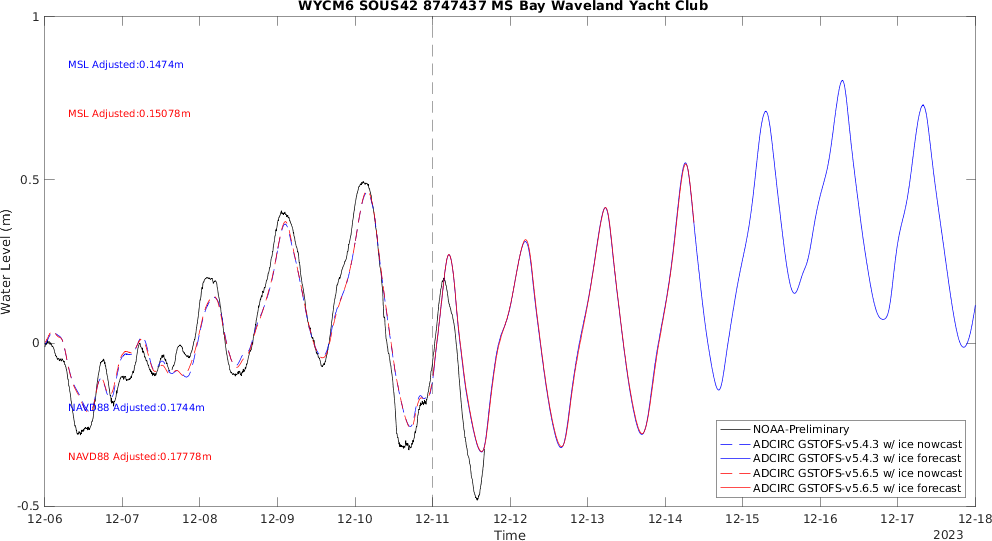 WYCM6 SOUS42 8747437 MS Bay Waveland Yacht Club
1
0.5
0
-0.5
Water Level (m)
MSL Adjusted:0.1474m
MSL Adjusted:0.15078m
NAVD88 Adjusted:0.1744m
NAVD88 Adjusted:0.17778m
NOAA-Preliminary
ADCIRC GSTOFS-v5.4.3 w/ ice nowcast
ADCIRC GSTOFS-v5.4.3 w/ ice forecast
ADCIRC GSTOFS-v5.6.5 w/ ice nowcast
ADCIRC GSTOFS-v5.6.5 w/ ice forecast
12-06 12-07 12-08 12-09 12-10 12-11 12-12 12-13 12-14 12-15 12-16 12-17 12-18
Time
2023